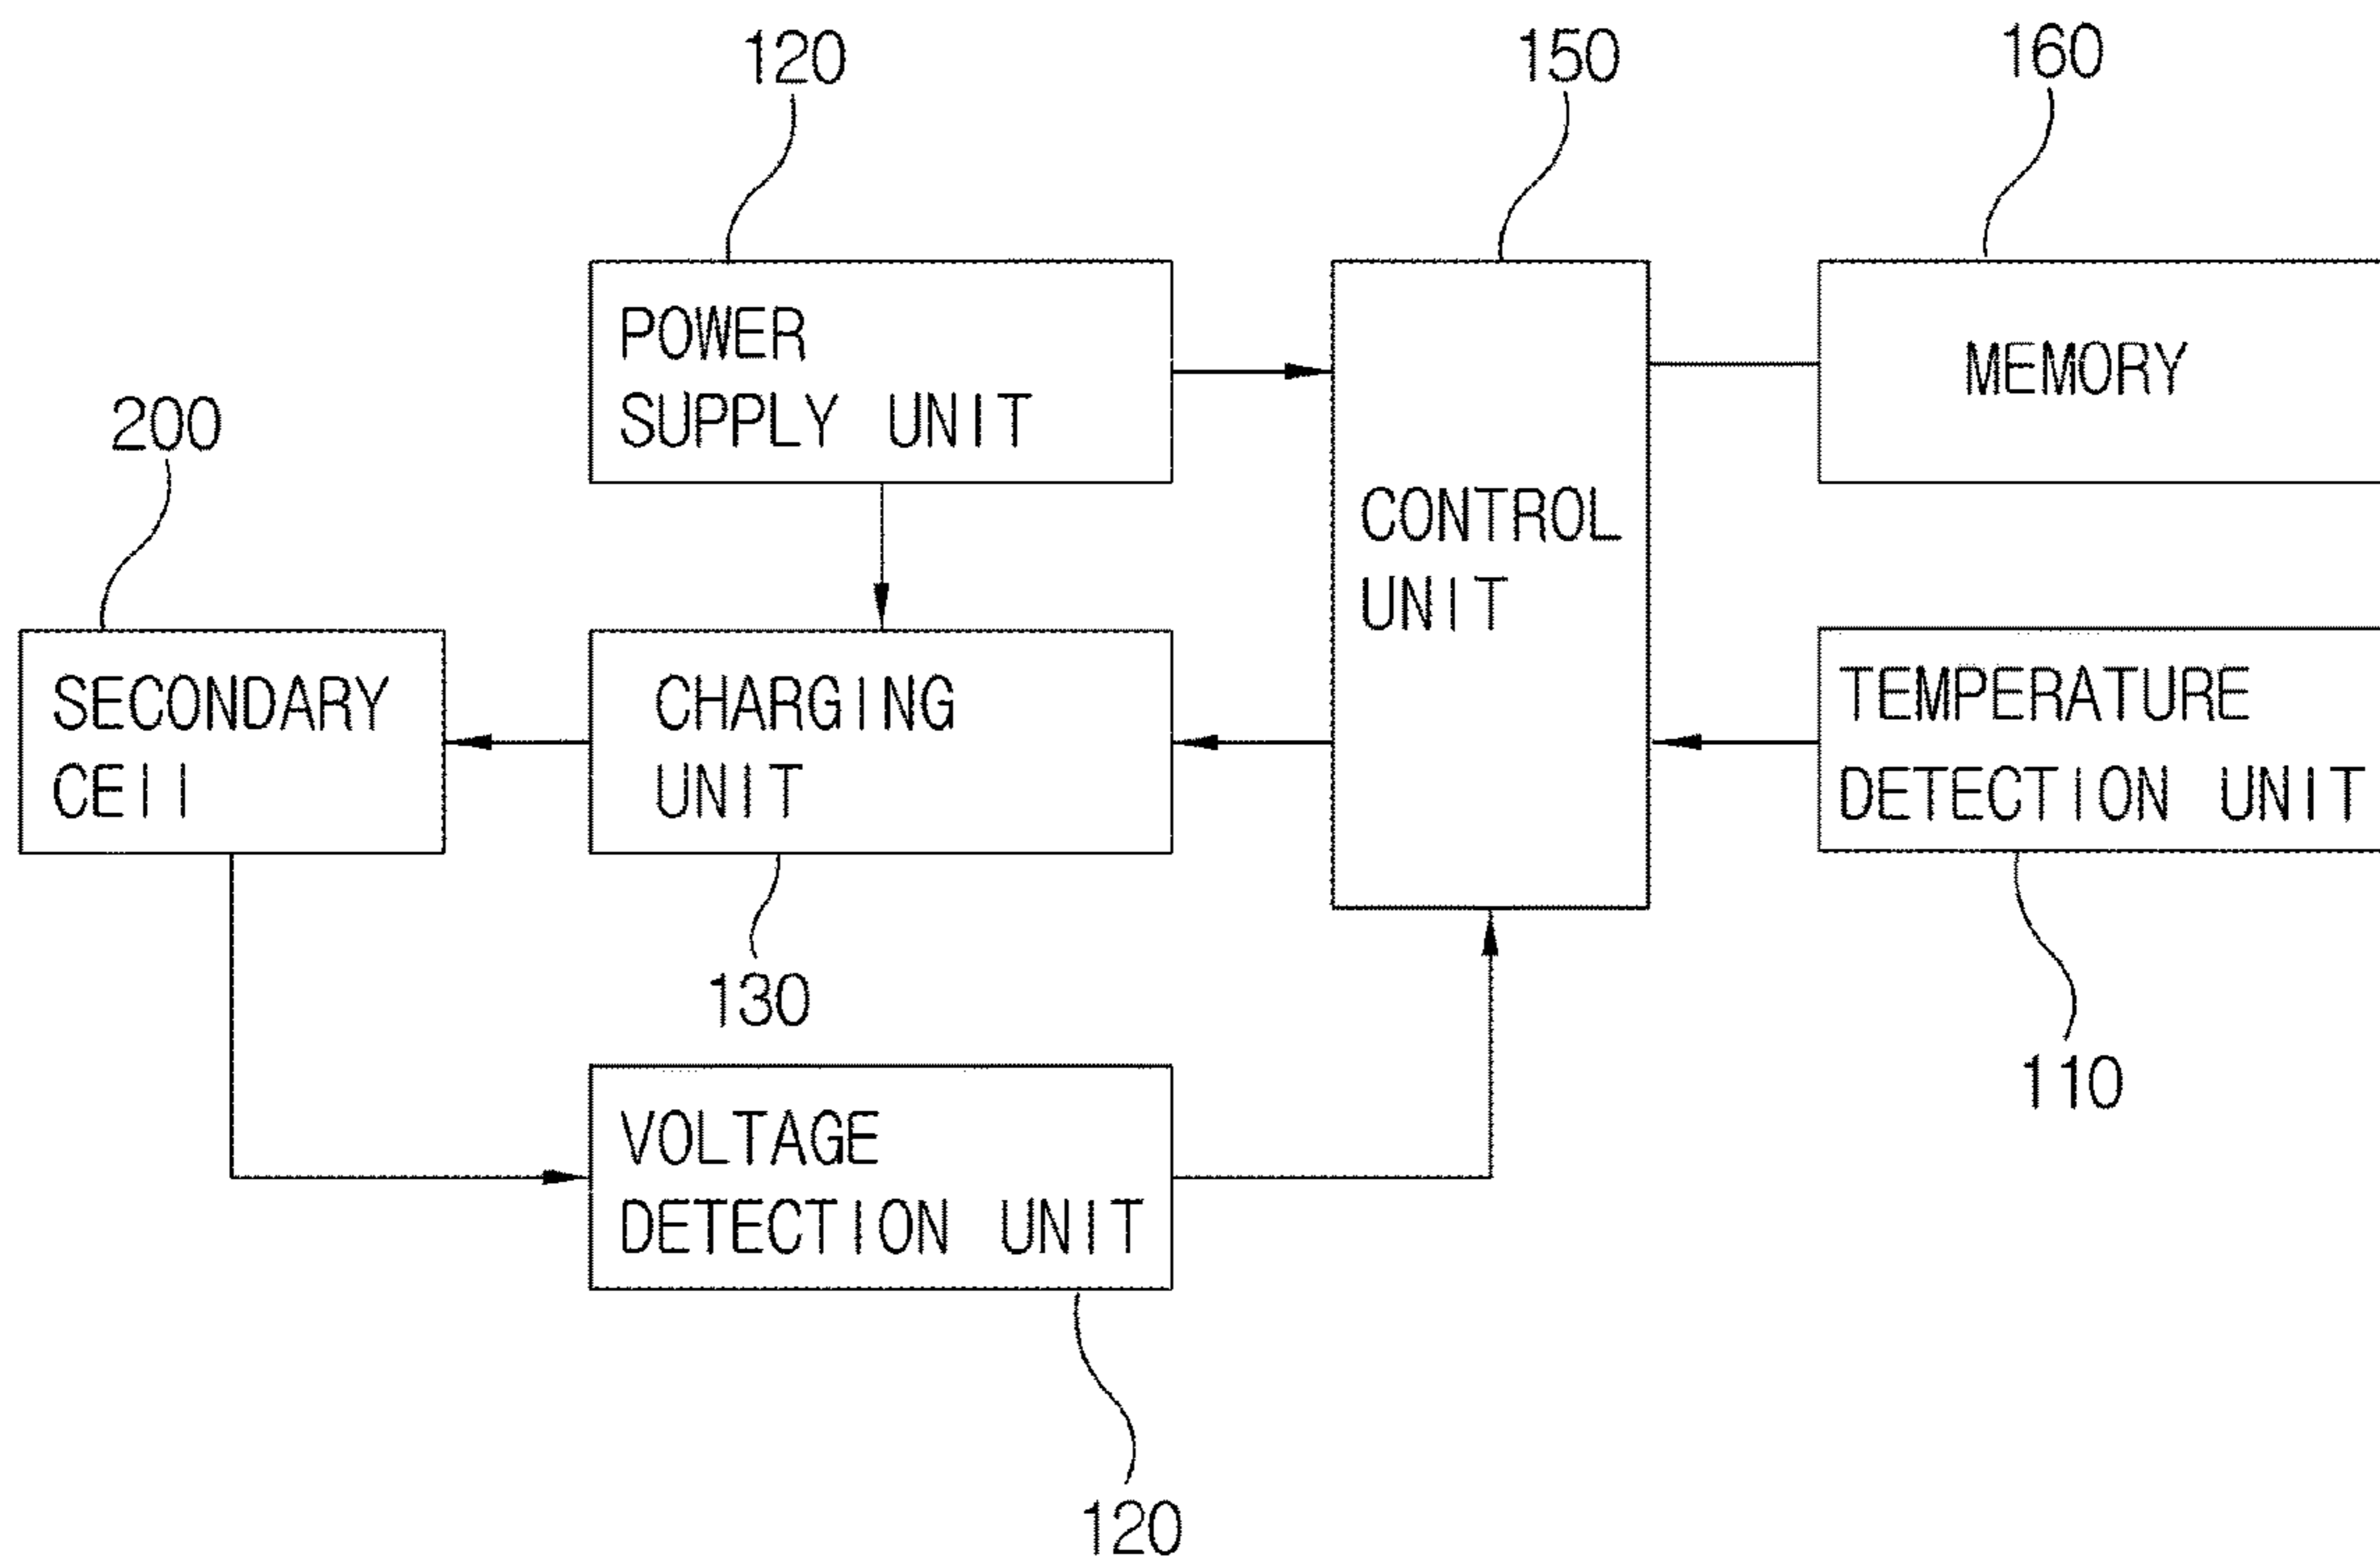 120
150
160
POWER
SUPPLY UNIT
MEMORY
200
CONTROL
UNIT
SECONDARY
CEII
CHARGING
UNIT
TEMPERATURE
DETECTION UNIT
130
110
VOLTAGE
DETECTION UNIT
120